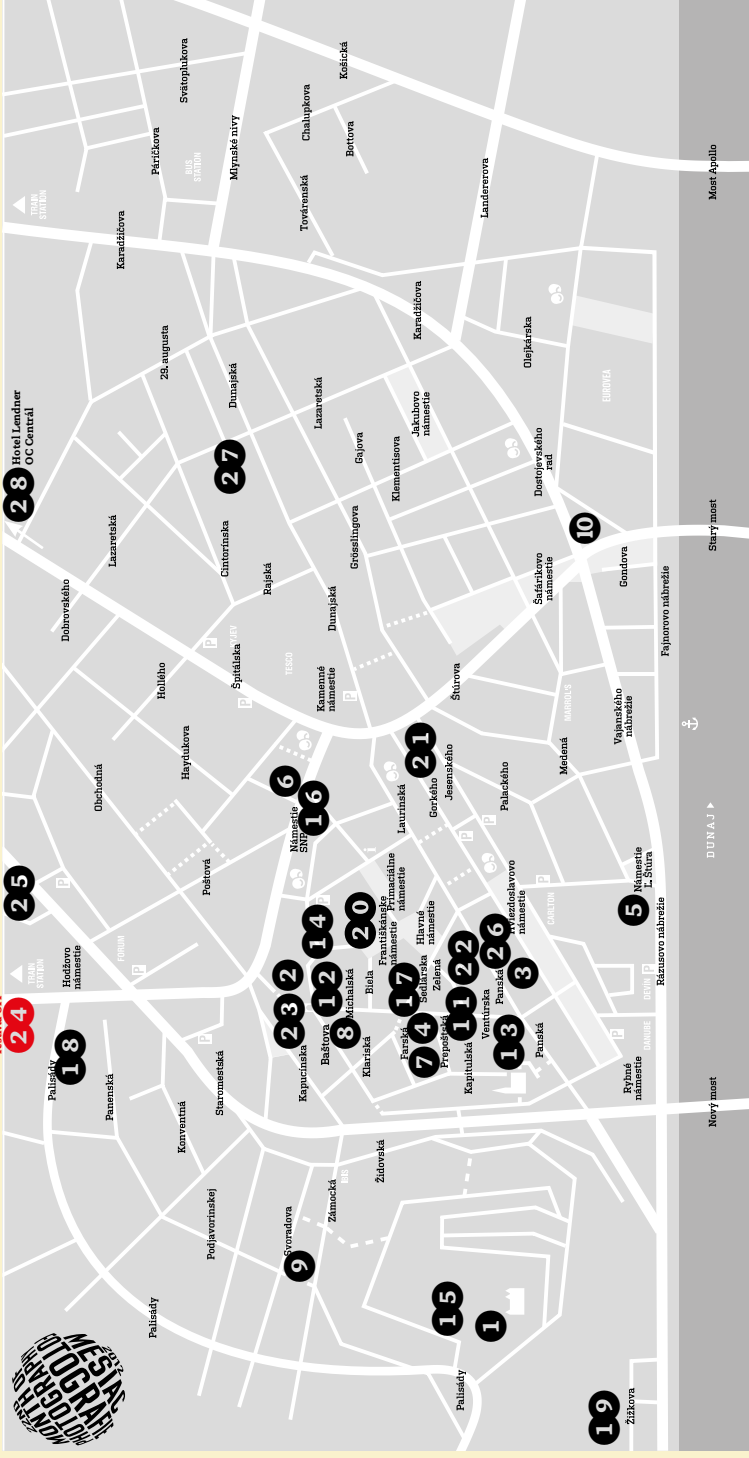 Svätoplukova
Košická
Páričkova
BUS
STATION
Mlynské nivy
Chalupkova
Bottova
TRAIN
STATION
Karadžičova
Továrenská
Landererova
Most Apollo
29. augusta
Dunajská
Lazaretská
Karadžičova
Olejkárska
EUROVEA
Hotel Lendner
OC Centrál
28
27
Gajova
Klementisova
Jakubovo
námestie
Dostojevského
rad
10
Lazaretská
Cintorínska
Grösslingova
Starý most
Dobrovského
Rajská
Dunajská
Šafárikovo
námestie
Gondova
Fajnorovo nábrežie
Hollého
P
Špitálska
P
TESCO
Kamenné
námestie
P
Štúrova
Vajanského
nábrežie
Obchodná
Haydukova
6
16
Námestie
SNP
21
Laurinská
Gorkého
Jesenského
Palackého
Medená
P
P
DUNAJ
25
P
Poštová
i
Primaciálne
námestie
Hviezdoslavovo
námestie
P
CARLTON
Námestie
Ľ. Štúra
5
Rázusovo nábrežie
TRAIN
STATION
Hodžovo
námestie
FORUM
P
14
P
20
Františkánske
námestie
Hlavné
námestie
2
12
Michalská
Biela
17
Sedlárska
Zelená
22
26
3
Panská
DEVÍN
P
24
18
Palisády
23
Baštova
8
Klariská
Farská
4
7
Prepoštská
11
Ventúrska
13
Panská
P
DANUBE
Panenská
P
Staromestská
Kapucínska
Kapitulská
Rybné
námestie
Nový most
Konventná
Židovská
BUS
Zámocká
Podjavorinskej
Svoradova
9
Palisády
15
1
Palisády
19
Žižkova
MESIAC
FOTOGRAFIE
2012
MONTH OF
PHOTOGRAPHY